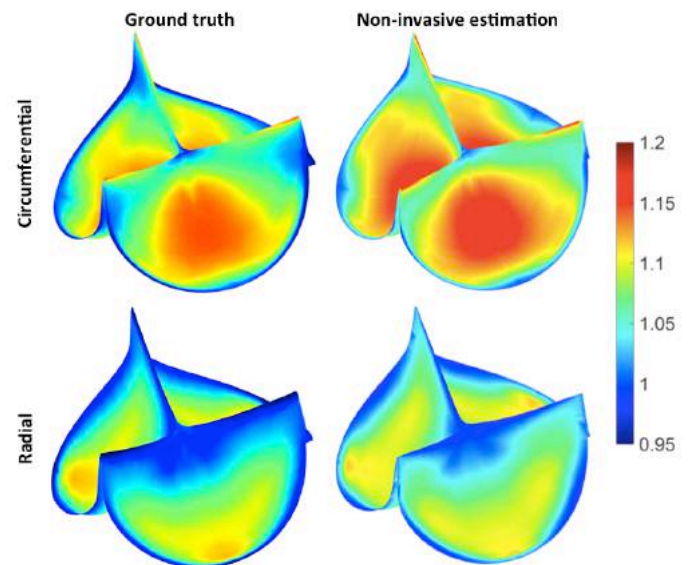 Ground truth
Non-invasive estimation
Circumferential
Radial
1.2
1.15
1.1
1.05
1
0.95